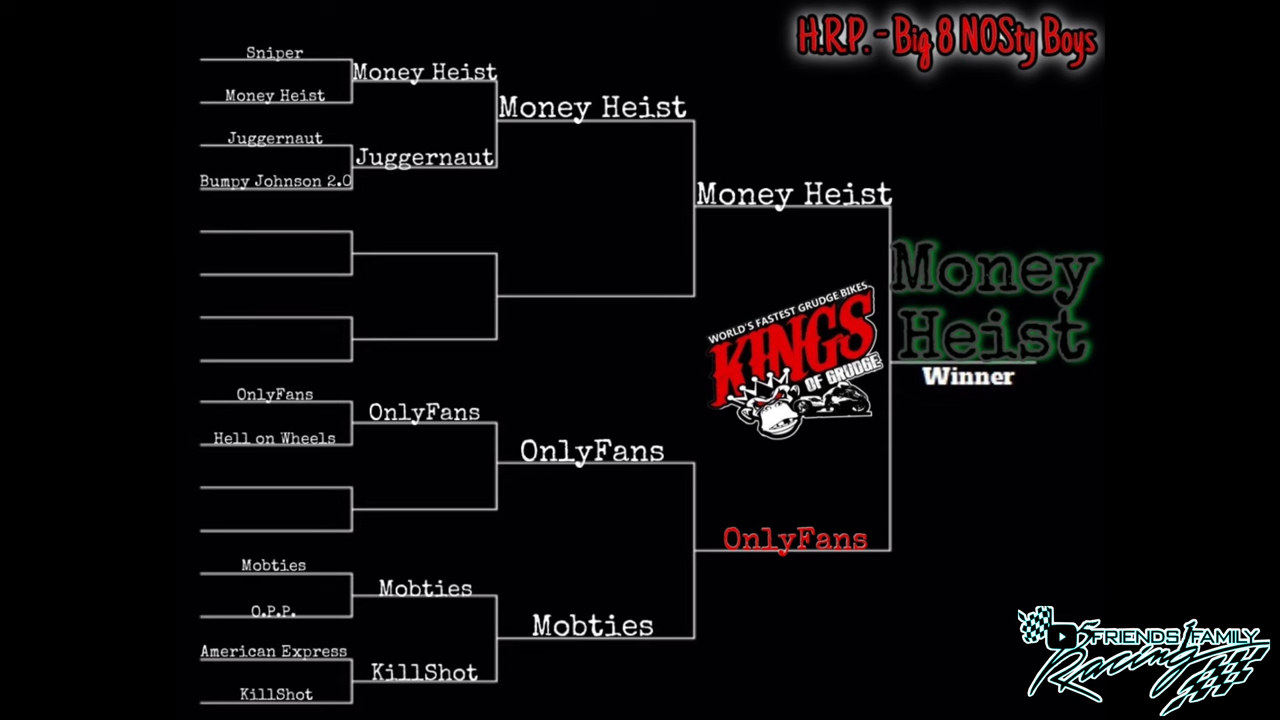 H.R.P. - Big 8 NOSty Boys
Sniper
Money Heist
Juggernaut
Bumpy Johnson 2.0
OnlyFans
Hell on Wheels
Mobties
O.P.P.
American Express
KillShot
Money Heist
Juggernaut
OnlyFans
Mobties
KillShot
Money Heist
OnlyFans
Mobties
Money Heist
OnlyFans
WORLD'S FASTEST GRUDGE BIKES
KINGS
OF GRUDGE
Money
Heist
Winner
5FRIENDS1FAMILY
Racing